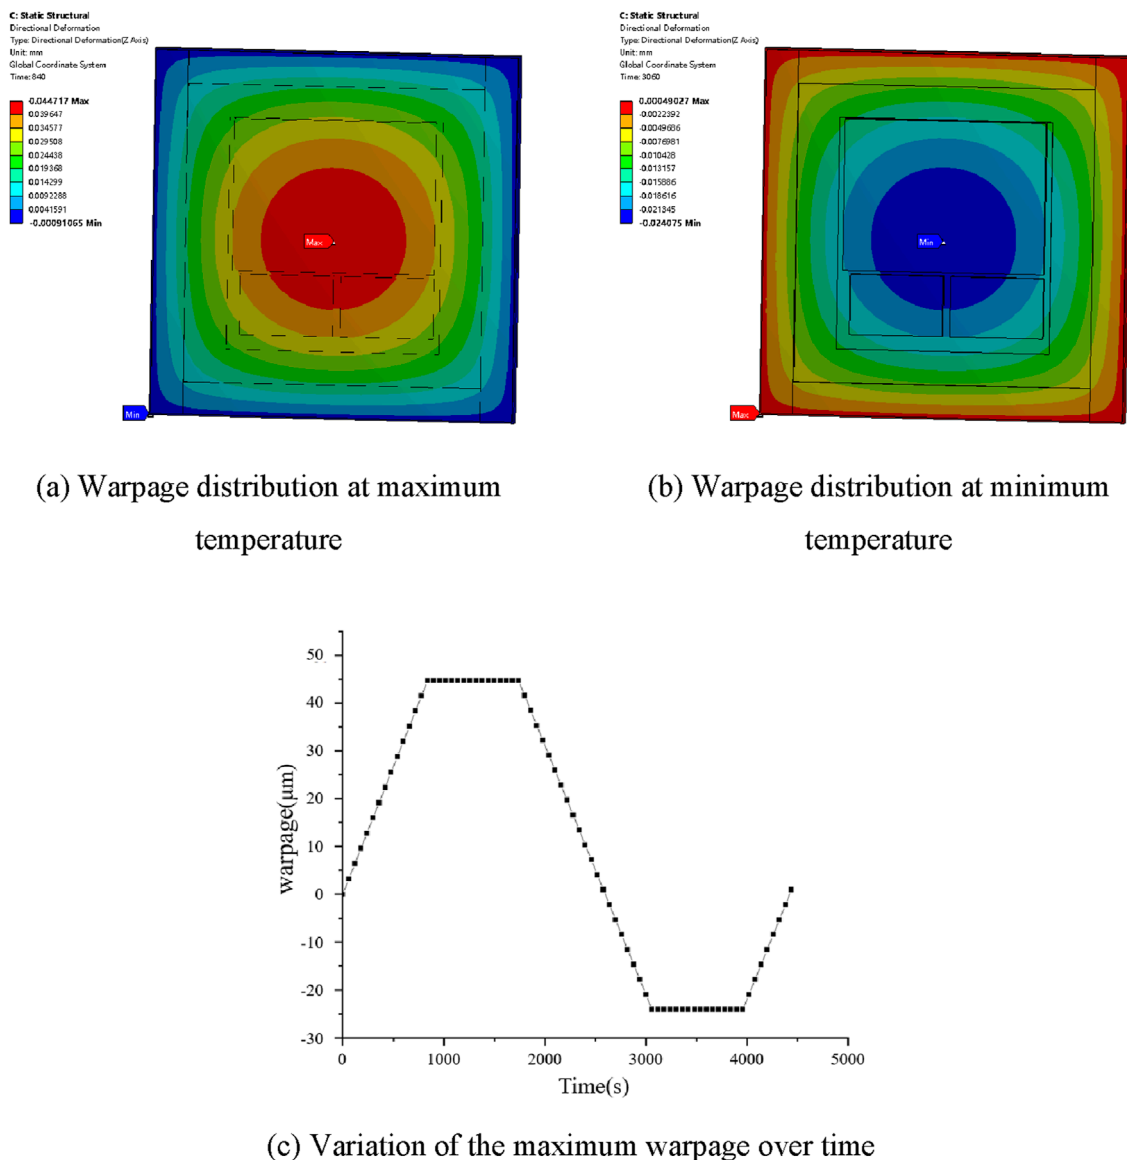 C: Static Structural
Directional Deformation
Type: Directional Deformation(Z Axis)
Unit: mm
Global Coordinate System
Time: 840
0.044717 Max
0.039647
0.034577
0.029508
0.024438
0.019368
0.014299
0.0092288
0.0041591
-0.00091065 Min
Max
Min
C: Static Structural
Directional Deformation
Type: Directional Deformation(Z Axis)
Unit: mm
Global Coordinate System
Time: 3060
0.00049027 Max
-0.0022392
-0.0049686
-0.0076981
-0.010428
-0.013157
-0.015886
-0.018616
-0.021345
-0.024075 Min
Min
Max
(a) Warpage distribution at maximum
temperature
(b) Warpage distribution at minimum
temperature
50
40
30
20
10
0
-10
-20
-30
warpage(μm)
0
1000
2000
3000
4000
5000
Time(s)
(c) Variation of the maximum warpage over time